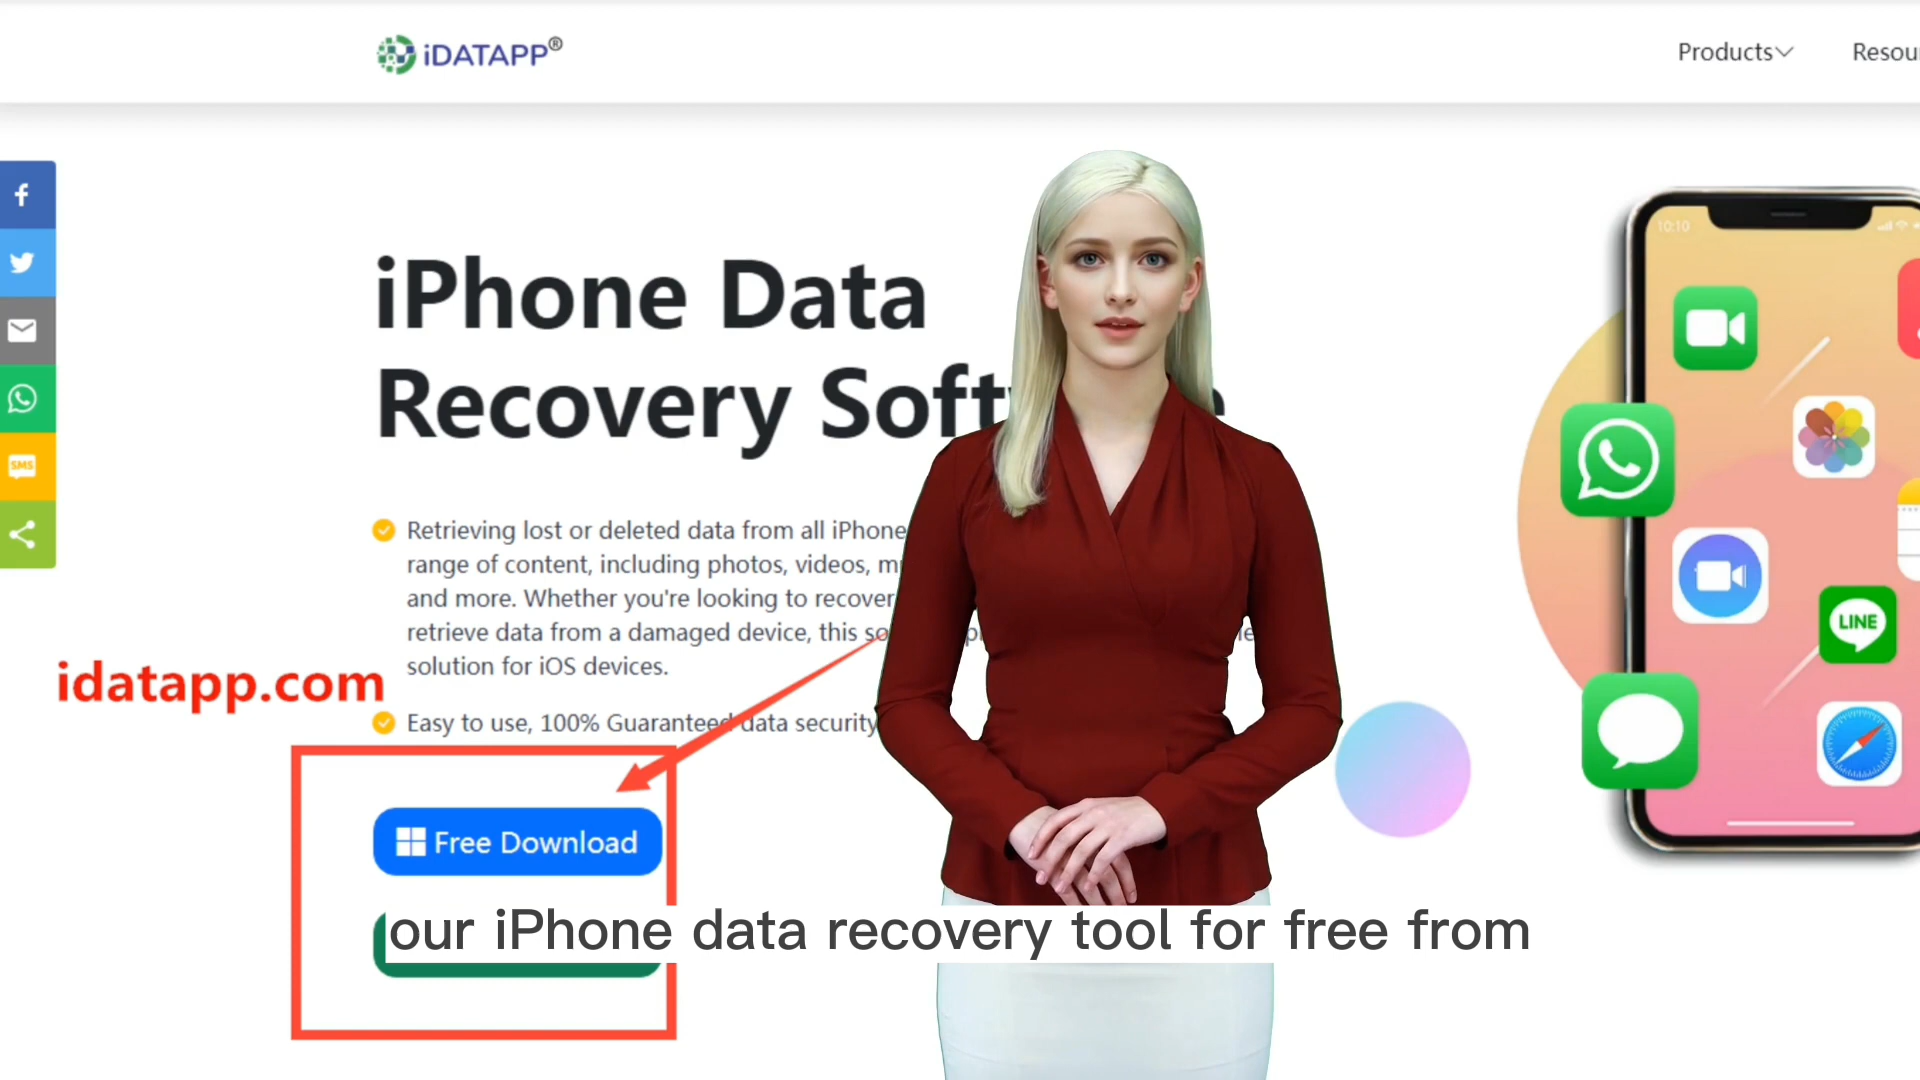 iDATAPP®
Products
Resou
10:10
iPhone Data
Recovery Soft
Retrieving lost or deleted data from all iPhone
range of content, including photos, videos,
and more. Whether you're looking to recover
retrieve data from a damaged device, this
solution for iOS devices.
SMS
LINE
idatapp.com
Easy to use, 100% Guaranteed data security
Free Download
our iPhone data recovery tool for free from